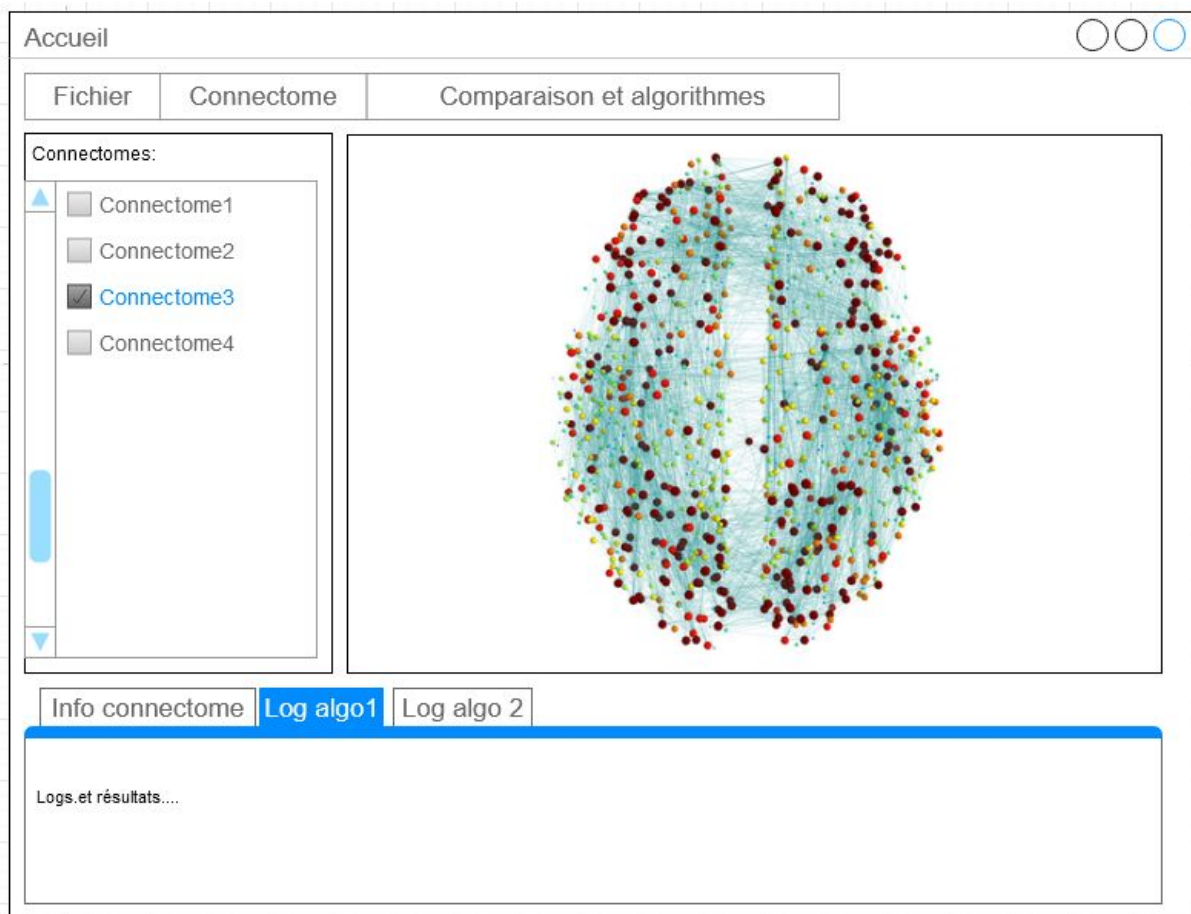 Accueil
Fichier Connectome Comparaison et algorithmes
Connectomes:
Connectome1
Connectome2
Connectome3
Connectome4
Info connectome Log algo1 Log algo 2
Logs.et résultats....